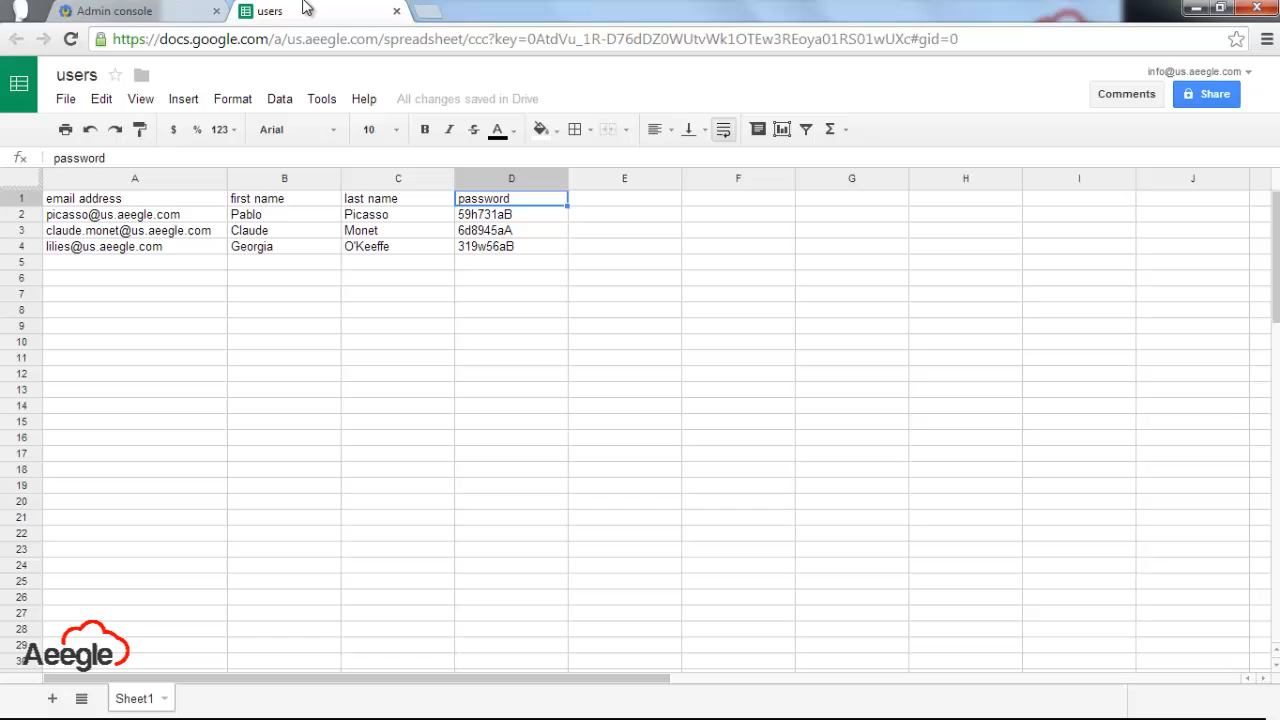 Admin console
users
https://docs.google.com/a/us.aeegle.com/spreadsheet/ccc?key=0AtdVu_1R-D76dDZ0WUtvWk1OTEw3REoya01RS01wUXc#gid=0
users
info@us.aeegle.com
File Edit View Insert Format Data Tools Help All changes saved in Drive
Comments
Share
$ % 123 Arial 10 B I S A Σ
fx password
A B C D E F G H I J
1 email address first name last name password
2 picasso@us.aeegle.com Pablo Picasso 59h731aB
3 claude.monet@us.aeegle.com Claude Monet 6d8945aA
4 lilies@us.aeegle.com Georgia O'Keeffe 319w56aB
5
6
7
8
9
10
11
12
13
14
15
16
17
18
19
20
21
22
23
24
25
26
27
28
29
30
Aeegle
+ Sheet1